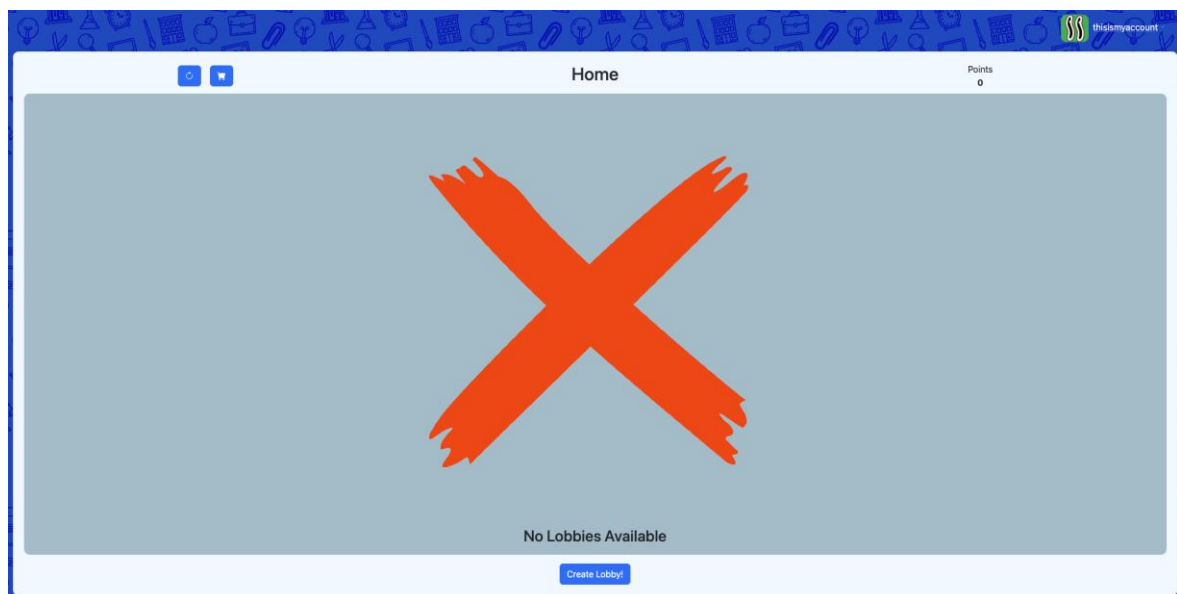 thisismyaccount
Home
Points
0
No Lobbies Available
Create Lobby!